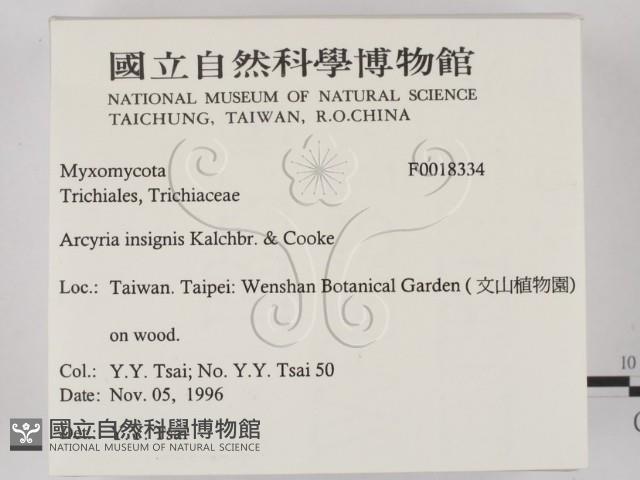 國立自然科學博物館
NATIONAL MUSEUM OF NATURAL SCIENCE
TAICHUNG, TAIWAN, R.O.CHINA
Myxomycota F0018334
Trichiales, Trichiaceae
Arcyria insignis Kalchbr. & Cooke
Loc.: Taiwan. Taipei: Wenshan Botanical Garden ( 文山植物園)
on wood.
Col.: Y.Y. Tsai; No. Y.Y. Tsai 50
Date: Nov. 05, 1996
Det.: Y.Y. Tsai
國立自然科學博物館
NATIONAL MUSEUM OF NATURAL SCIENCE
10